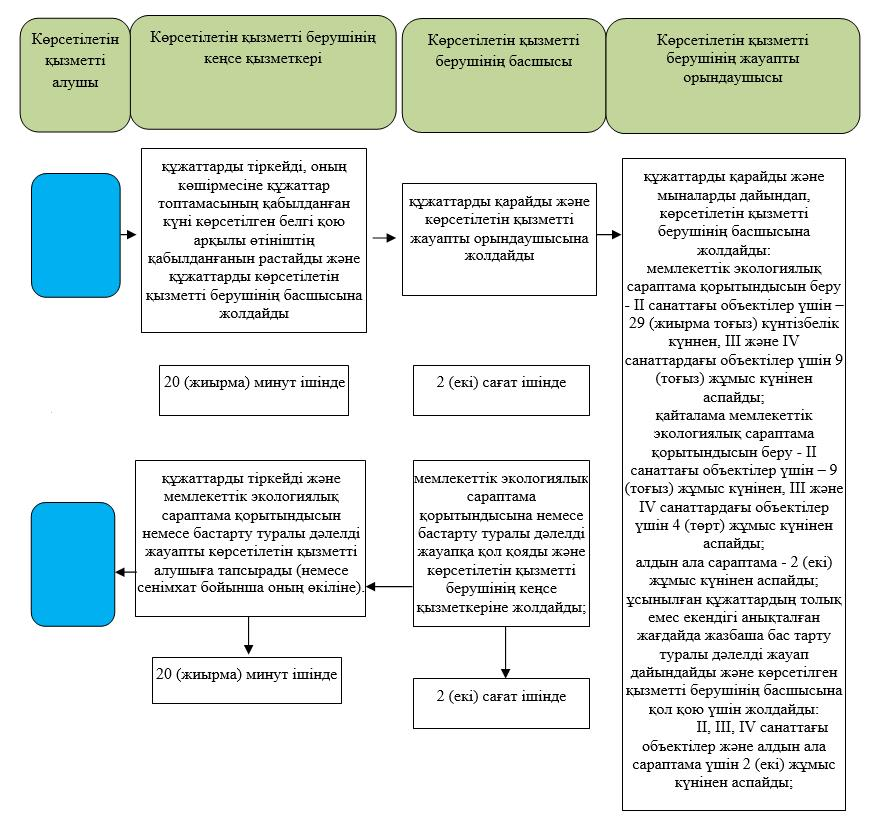 Көрсетілетін
қызметті
алушы
Көрсетілетін қызметті берушінің
кеңсе қызметкері
Көрсетілетін қызметті
берушінің басшысы
Көрсетілетін қызметті
берушінің жауапты
орындаушысы
құжаттарды тіркейді, оның
көшірмесіне құжаттар
топтамасының қабылданған
күні көрсетілген белгі қою
арқылы өтініштің
қабылданғанын растайды және
құжаттарды көрсетілетін
қызметті берушінің басшысына
жолдайды
құжаттарды қарайды және
көрсетілетін қызметті
жауапты орындаушысына
жолдайды
құжаттарды қарайды және
мыналарды дайындап,
көрсетілетін қызметті
берушінің басшысына
жолдайды:
мемлекеттік экологиялық
сараптама қорытындысын беру
- II санаттағы объектілер үшін –
29 (жиырма тоғыз) күнтізбелік
күннен, III және IV
санаттардағы объектілер үшін 9
(тоғыз) жұмыс күнінен
аспайды;
қайталама мемлекеттік
экологиялық сараптама
қорытындысын беру - II
санаттағы объектілер үшін – 9
(тоғыз) жұмыс күнінен, III және
IV санаттардағы объектілер
үшін 4 (төрт) жұмыс күнінен
аспайды;
алдын ала сараптама - 2 (екі)
жұмыс күнінен аспайды;
ұсынылған құжаттардың толық
емес екендігі анықталған
жағдайда жазбаша бас тарту
туралы дәлелді жауап
дайындайды және көрсетілген
қызметті берушінің басшысына
қол қою үшін жолдайды:
II, III, IV санаттағы
объектілер және алдын ала
сараптама үшін 2 (екі) жұмыс
күнінен аспайды;
20 (жиырма) минут ішінде
2 (екі) сағат ішінде
құжаттарды тіркейді және
мемлекеттік экологиялық
сараптама қорытындысын
немесе бастарту туралы дәлелді
жауапты көрсетілетін қызметті
алушыға тапсырады (немесе
сенімхат бойынша оның өкіліне).
мемлекеттік экологиялык
сараптама
қорытындысына немесе
бастарту туралы дәлелді
жауапқа қол қояды және
көрсетілетін қызметті
берушінің кеңсе
қызметкеріне жолдайды;
20 (жиырма) минут ішінде
2 (екі) сағат ішінде